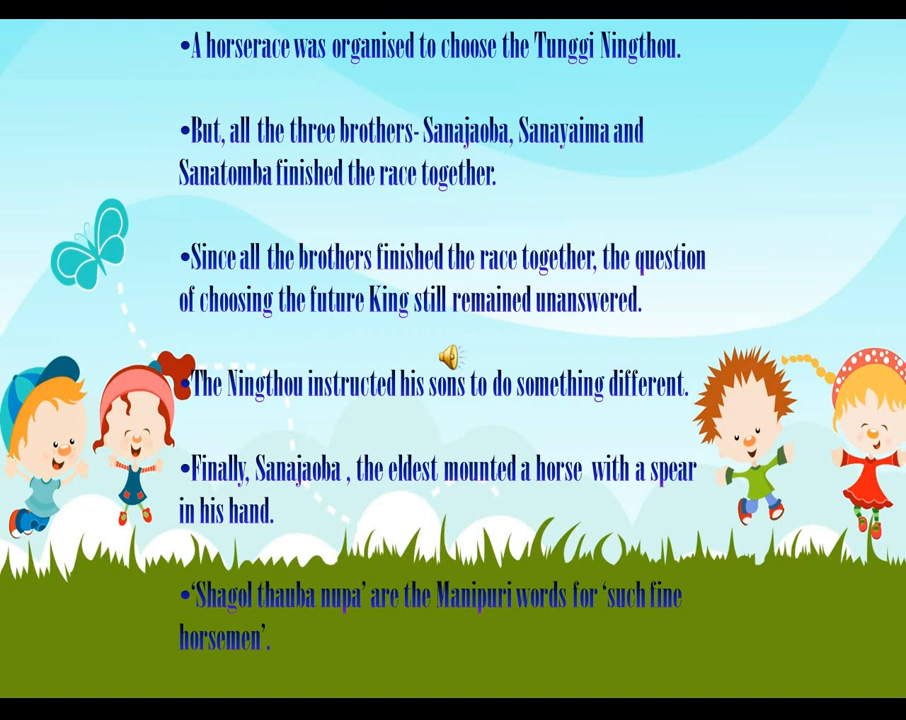 •A horserace was organised to choose the Tunggi Ningthou.
•But, all the three brothers- Sanajaoba, Sanayaima and
Sanatomba finished the race together.
•Since all the brothers finished the race together, the question
of choosing the future King still remained unanswered.
•The Ningthou instructed his sons to do something different.
•Finally, Sanajaoba , the eldest mounted a horse with a spear
in his hand.
•‘Shagol thauba nupa’ are the Manipuri words for ‘such fine
horsemen’.